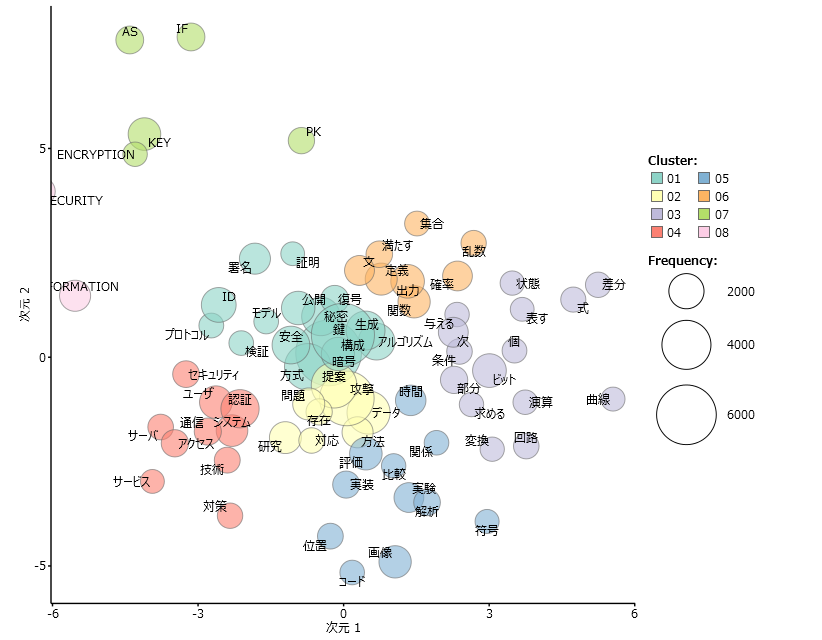 AS
IF
PK
KEY
ENCRYPTION
ECURITY
FORMATION
集合
満たす
乱数
署名
証明
文
定義
確率
状態
差分
出力
ID
公開
復号
関数
式
モデル
秘密
生成
与える
表す
プロトコル
鍵
安全
構成
アルゴリズム
次
個
検証
暗号
条件
セキュリティ
方式
提案
ビット
ユーザ
認証
問題
攻撃
時間
部分
演算
曲線
通信
システム
存在
データ
求める
サーバ
アクセス
研究
対応
方法
関係
変換
回路
技術
評価
比較
サービス
実装
実験
対策
解析
符号
位置
画像
コード
5
0
-5
-6
-3
0
3
6
次元 1
次元 2
Cluster:
01
05
02
06
03
07
04
08
Frequency:
2000
4000
6000